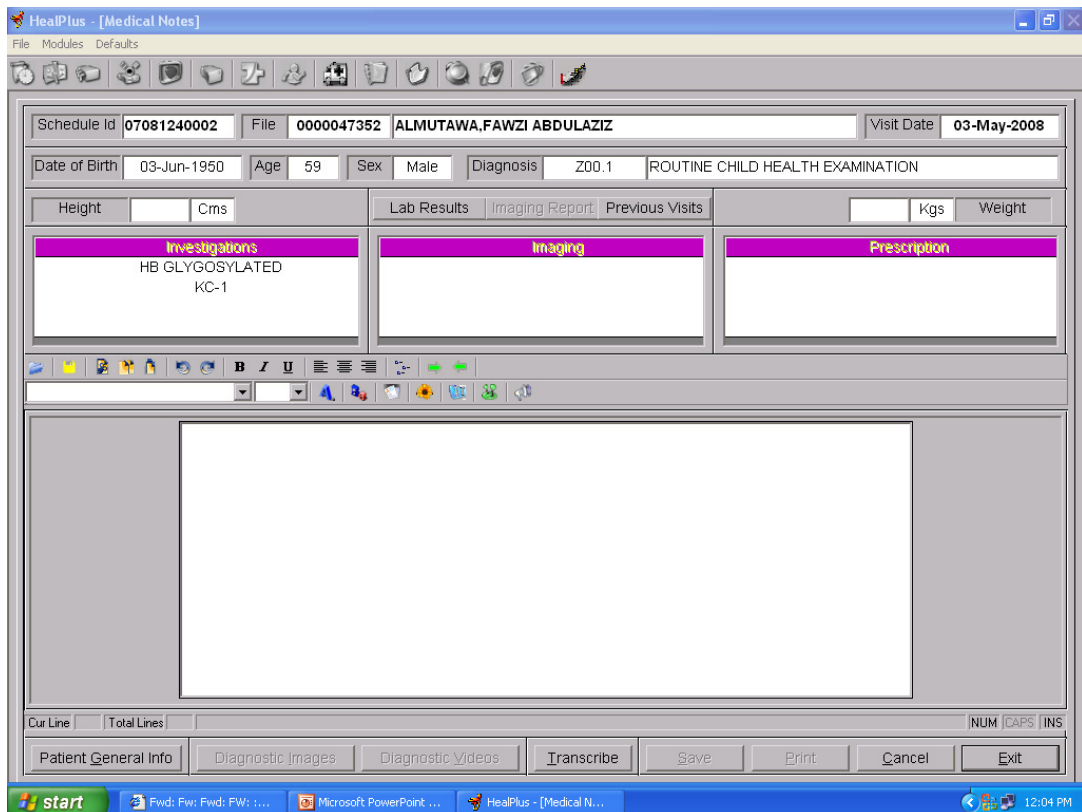 HealPlus - [Medical Notes]
File Modules Defaults
Schedule Id 07081240002 File 0000047352 ALMUTAWA,FAWZI ABDULAZIZ Visit Date 03-May-2008
Date of Birth 03-Jun-1950 Age 59 Sex Male Diagnosis Z00.1 ROUTINE CHILD HEALTH EXAMINATION
Height Cms Lab Results Imaging Report Previous Visits Kgs Weight
Investigations Imaging Prescription
HB GLYGOSYLATED
KC-1
B I U
Cur Line Total Lines NUM CAPS INS
Patient General Info Diagnostic Images Diagnostic Videos Transcribe Save Print Cancel Exit
start Fwd: Fw: Fwd: FW: :... Microsoft PowerPoint ... HealPlus - [Medical N... 12:04 PM